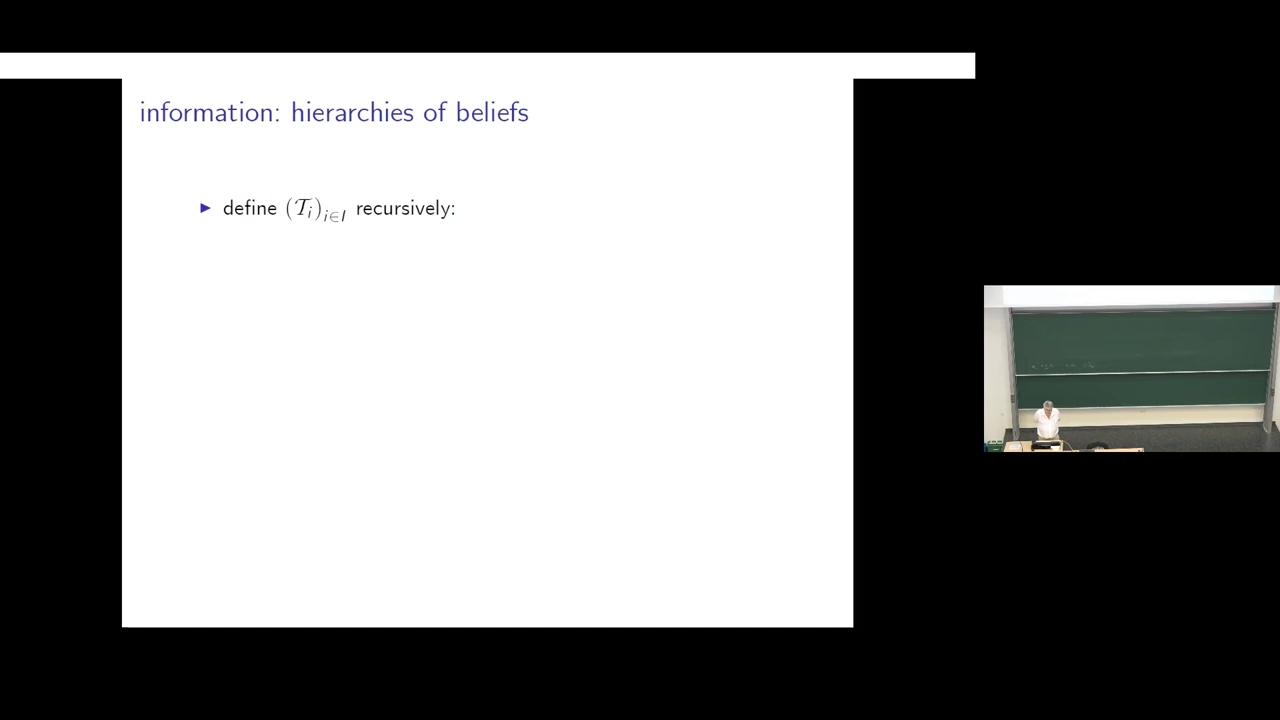 information: hierarchies of beliefs
▶ define (𝒯ᵢ)ᵢ∈I recursively: